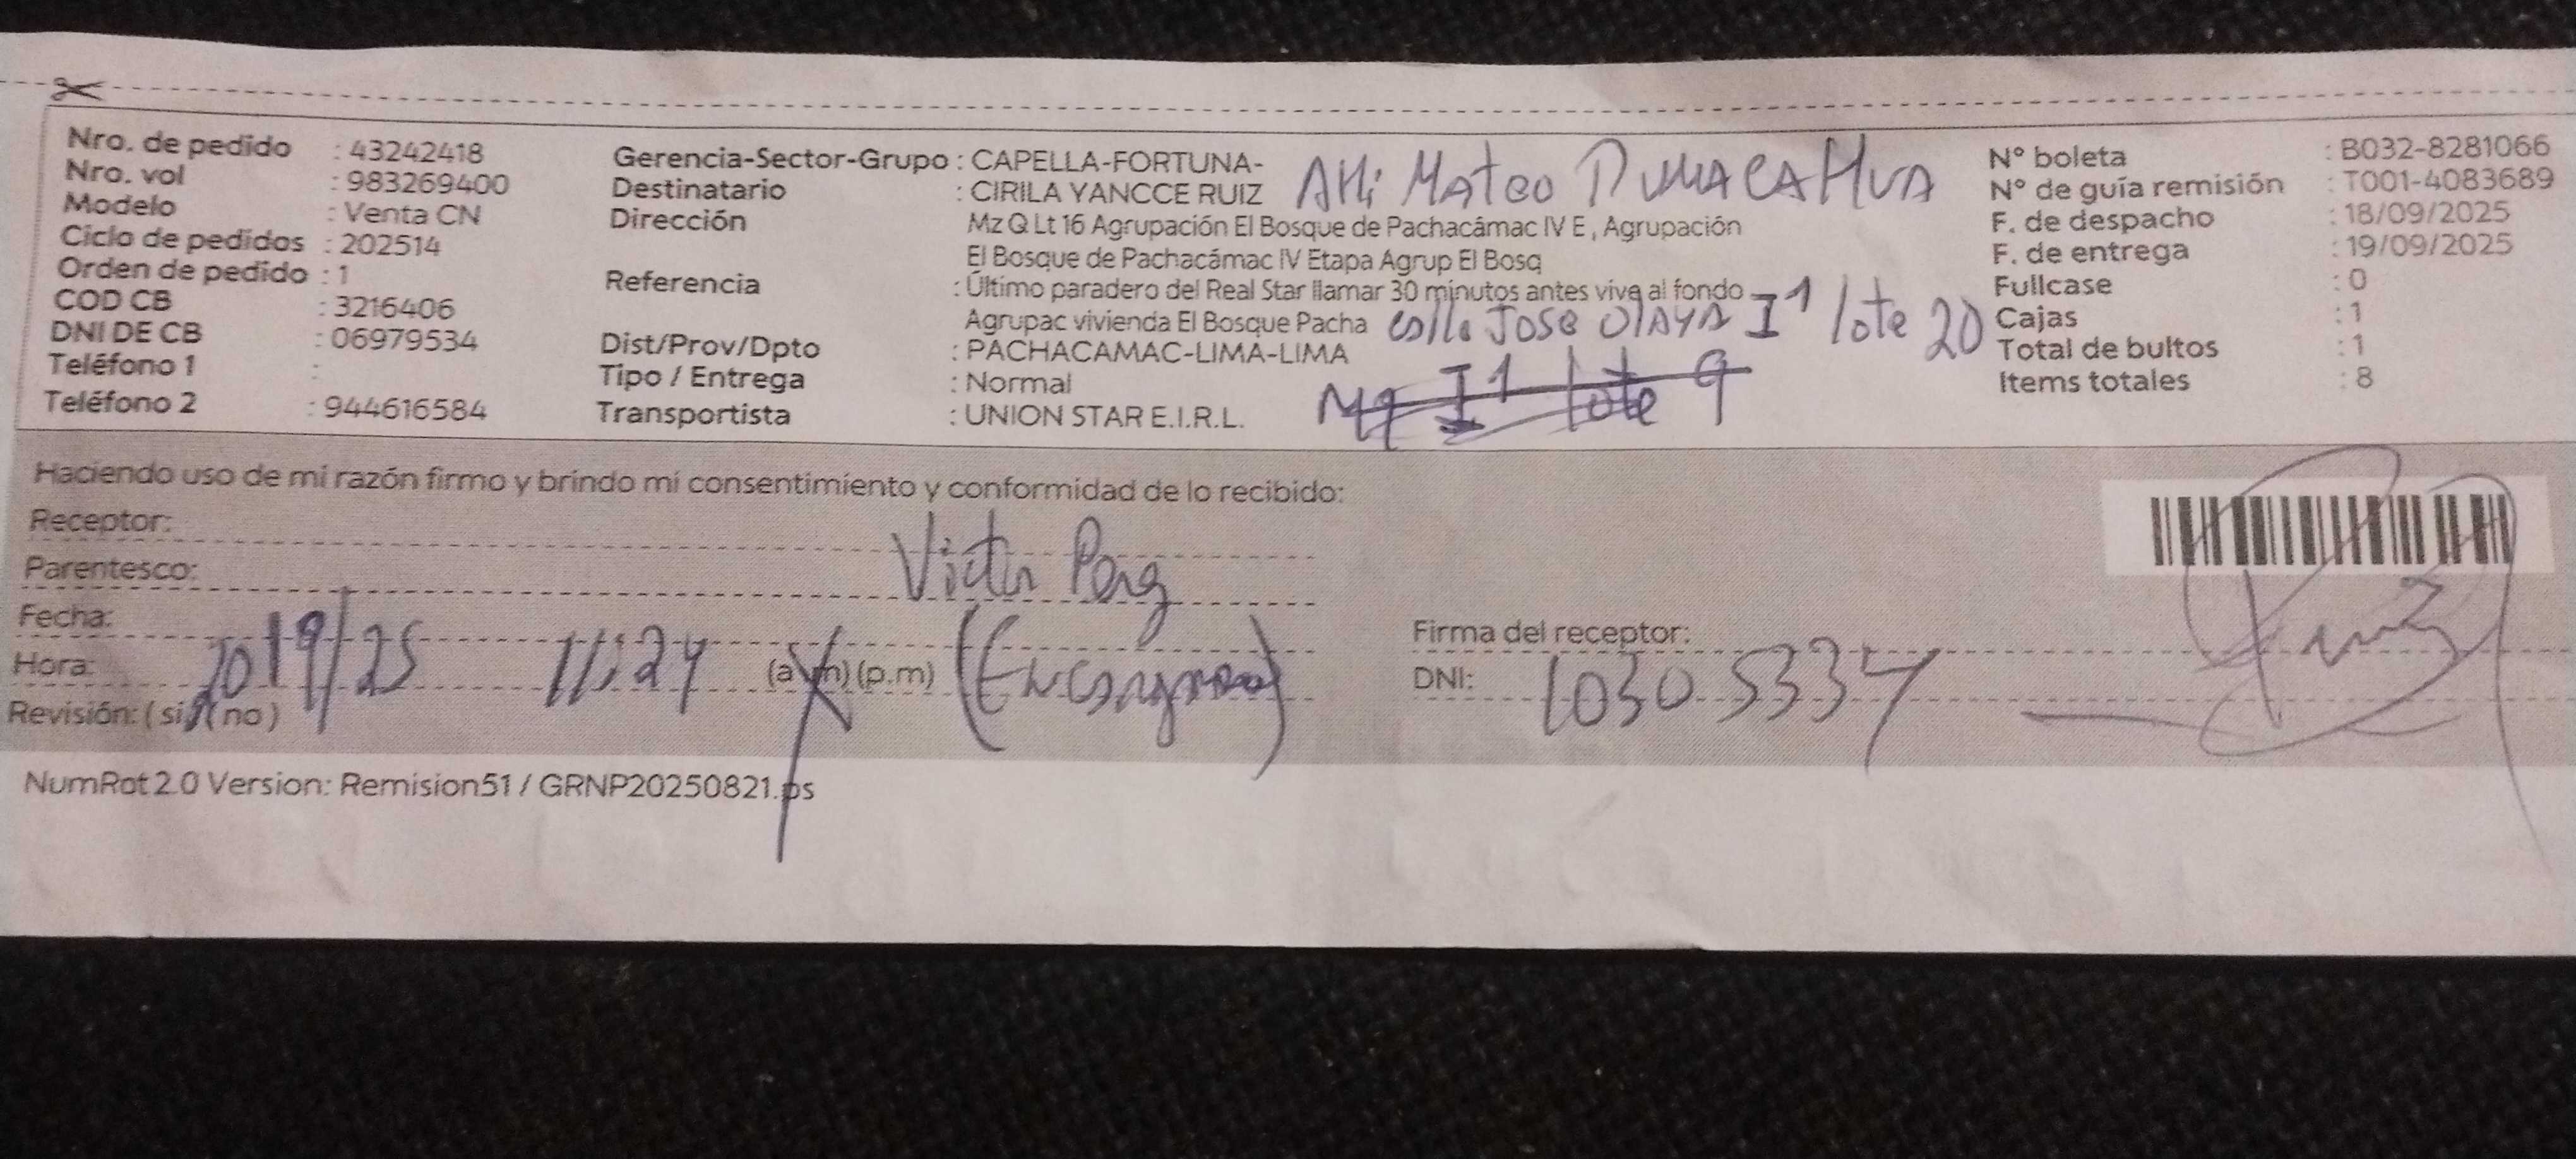 Nro. de pedido : 43242418
Nro. vol : 983269400
Modelo : Venta CN
Ciclo de pedidos : 202514
Orden de pedido : 1
COD CB : 3216406
DNI DE CB : 06979534
Teléfono 1 :
Teléfono 2 : 944616584
Gerencia-Sector-Grupo : CAPELLA-FORTUNA-
Destinatario : CIRILA YANCCE RUIZ Mateo PUMACAHUA
Dirección Mz Q Lt 16 Agrupación El Bosque de Pachacámac IV E , Agrupación
El Bosque de Pachacámac IV Etapa Agrup El Bosq
Referencia : Último paradero del Real Star llamar 30 minutos antes vive al fondo
Agrupac vivienda El Bosque Pacha calle Jose OLAYA I1 lote 20
Dist/Prov/Dpto : PACHACAMAC-LIMA-LIMA
Tipo / Entrega : Normal
Transportista : UNION STAR E.I.R.L.
Mz I1 lote 9
N° boleta : B032-8281066
N° de guía remisión : T001-4083689
F. de despacho : 18/09/2025
F. de entrega : 19/09/2025
Fullcase : 0
Cajas : 1
Total de bultos : 1
Items totales : 8
Haciendo uso de mi razón firmo y brindo mi consentimiento y conformidad de lo recibido:
Receptor: Victor
Parentesco:
Fecha:
Hora: 11:24 (a.m) (p.m)
Revisión: ( si ) ( no )
Firma del receptor:
DNI: 10305334
NumRot 2.0 Version: Remision51 / GRNP20250821.ps